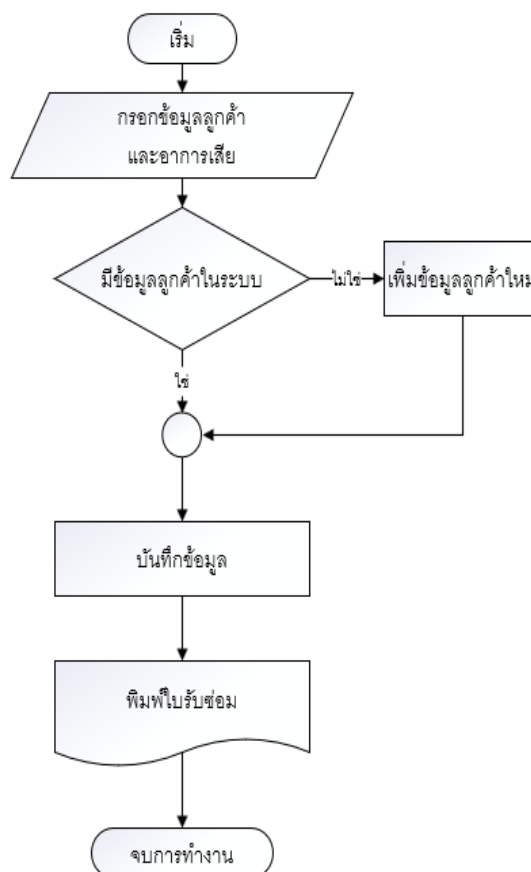 เริ่ม
กรอกข้อมูลลูกค้า
และอาการเสีย
มีข้อมูลลูกค้าในระบบ
ไม่ใช่
เพิ่มข้อมูลลูกค้าใหม่
ใช่
บันทึกข้อมูล
พิมพ์ใบรับซ่อม
จบการทำงาน